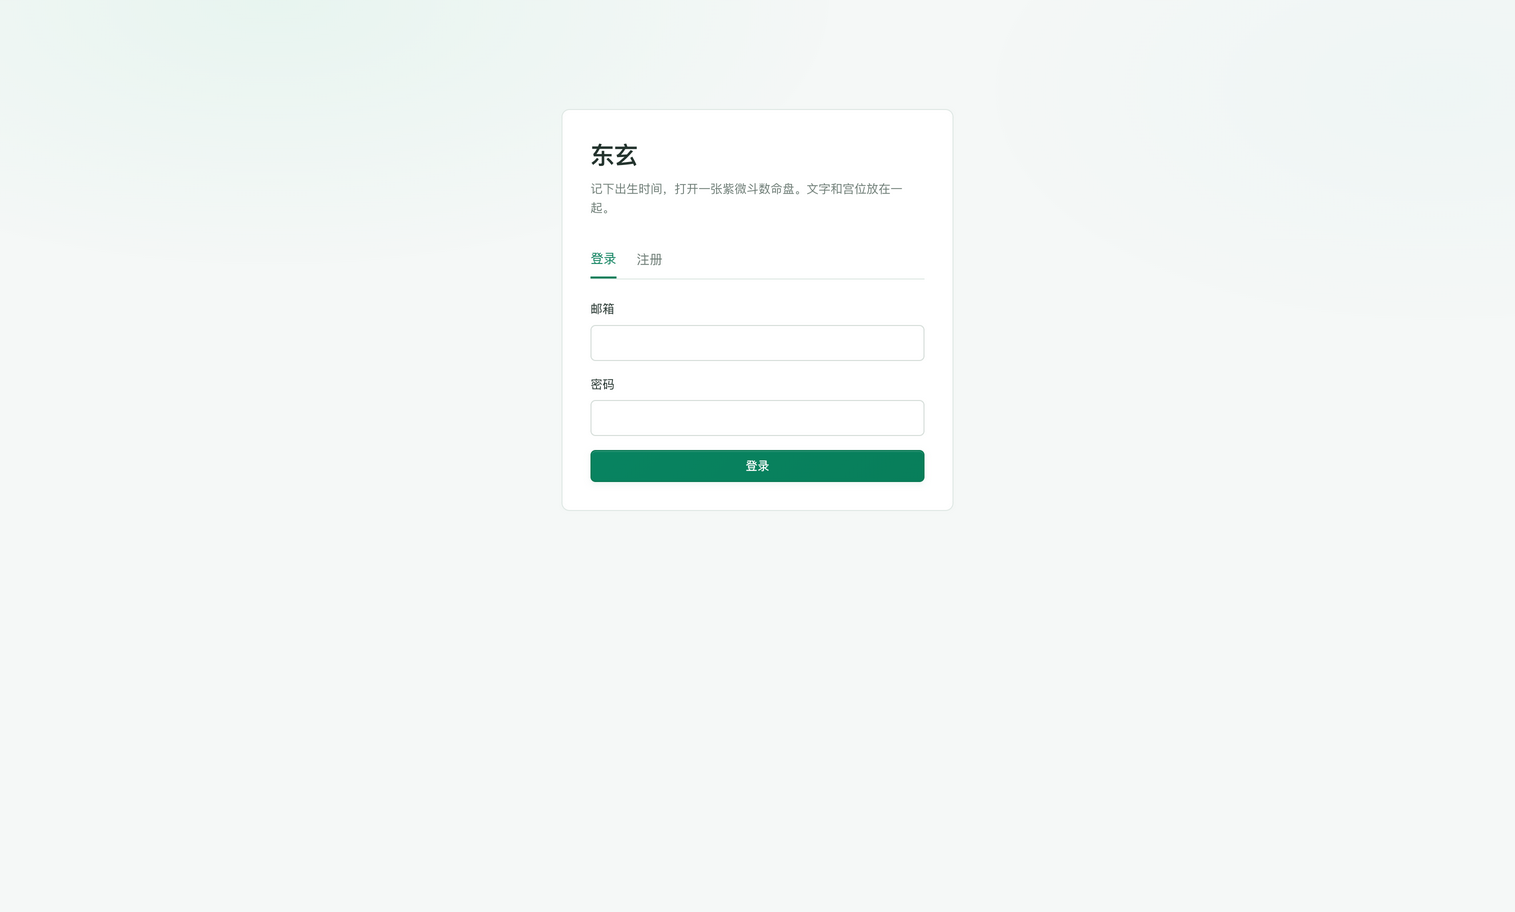 东玄
记下出生时间，打开一张紫微斗数命盘。文字和宫位放在一
起。
登录 注册
邮箱
密码
登录